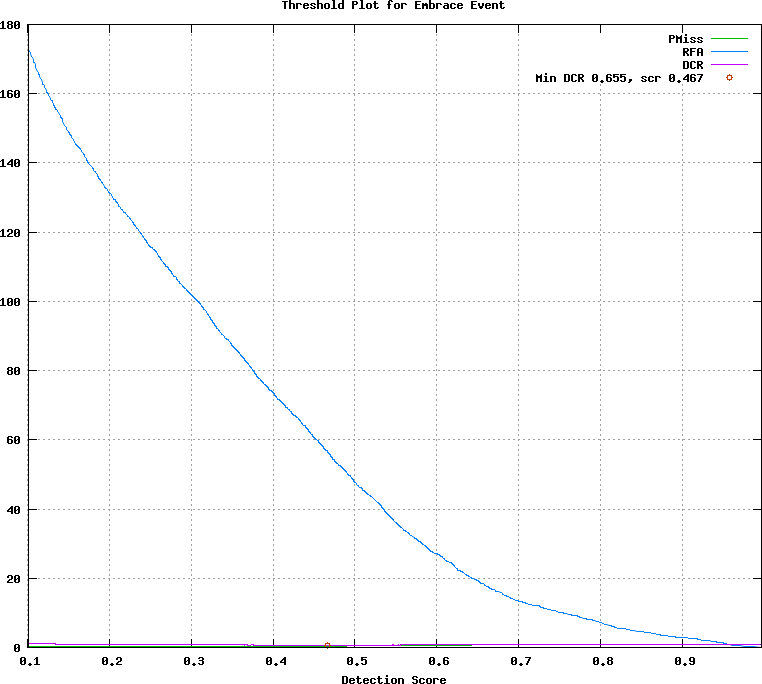 Threshold Plot for Embrace Event
180
160
140
120
100
80
60
40
20
0
PMiss
RFA
DCR
Min DCR 0.655, scr 0.467
0.1 0.2 0.3 0.4 0.5 0.6 0.7 0.8 0.9
Detection Score